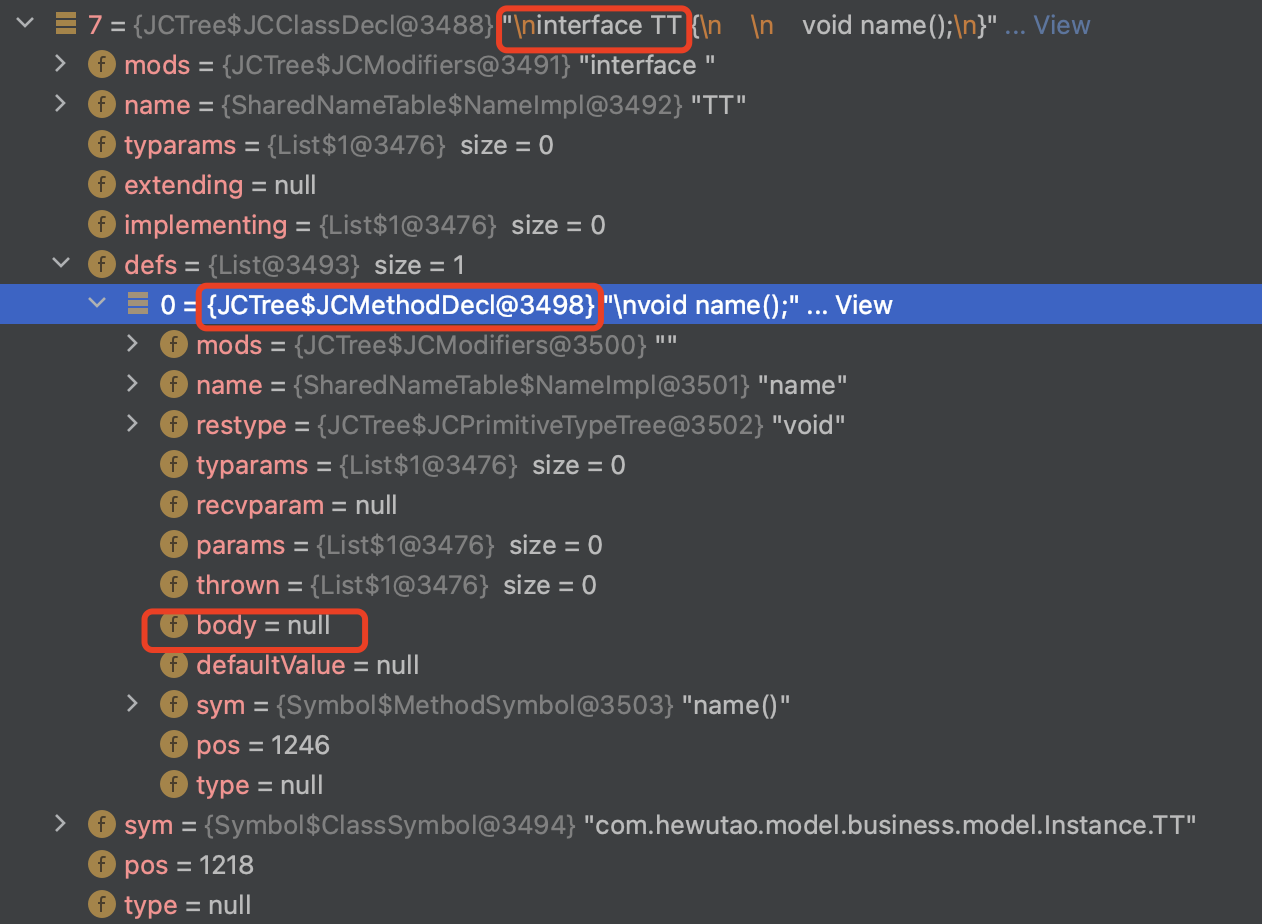 7 = {JCTree$JCClassDecl@3488} "\ninterface TT {\n    \n    void name();\n}" ... View
f mods = {JCTree$JCModifiers@3491} "interface "
f name = {SharedNameTable$NameImpl@3492} "TT"
f typarams = {List$1@3476} size = 0
f extending = null
f implementing = {List$1@3476} size = 0
f defs = {List@3493} size = 1
0 = {JCTree$JCMethodDecl@3498} "\nvoid name();" ... View
f mods = {JCTree$JCModifiers@3500} ""
f name = {SharedNameTable$NameImpl@3501} "name"
f restype = {JCTree$JCPrimitiveTypeTree@3502} "void"
f typarams = {List$1@3476} size = 0
f recvparam = null
f params = {List$1@3476} size = 0
f thrown = {List$1@3476} size = 0
f body = null
f defaultValue = null
f sym = {Symbol$MethodSymbol@3503} "name()"
f pos = 1246
f type = null
f sym = {Symbol$ClassSymbol@3494} "com.hewutao.model.business.model.Instance.TT"
f pos = 1218
f type = null